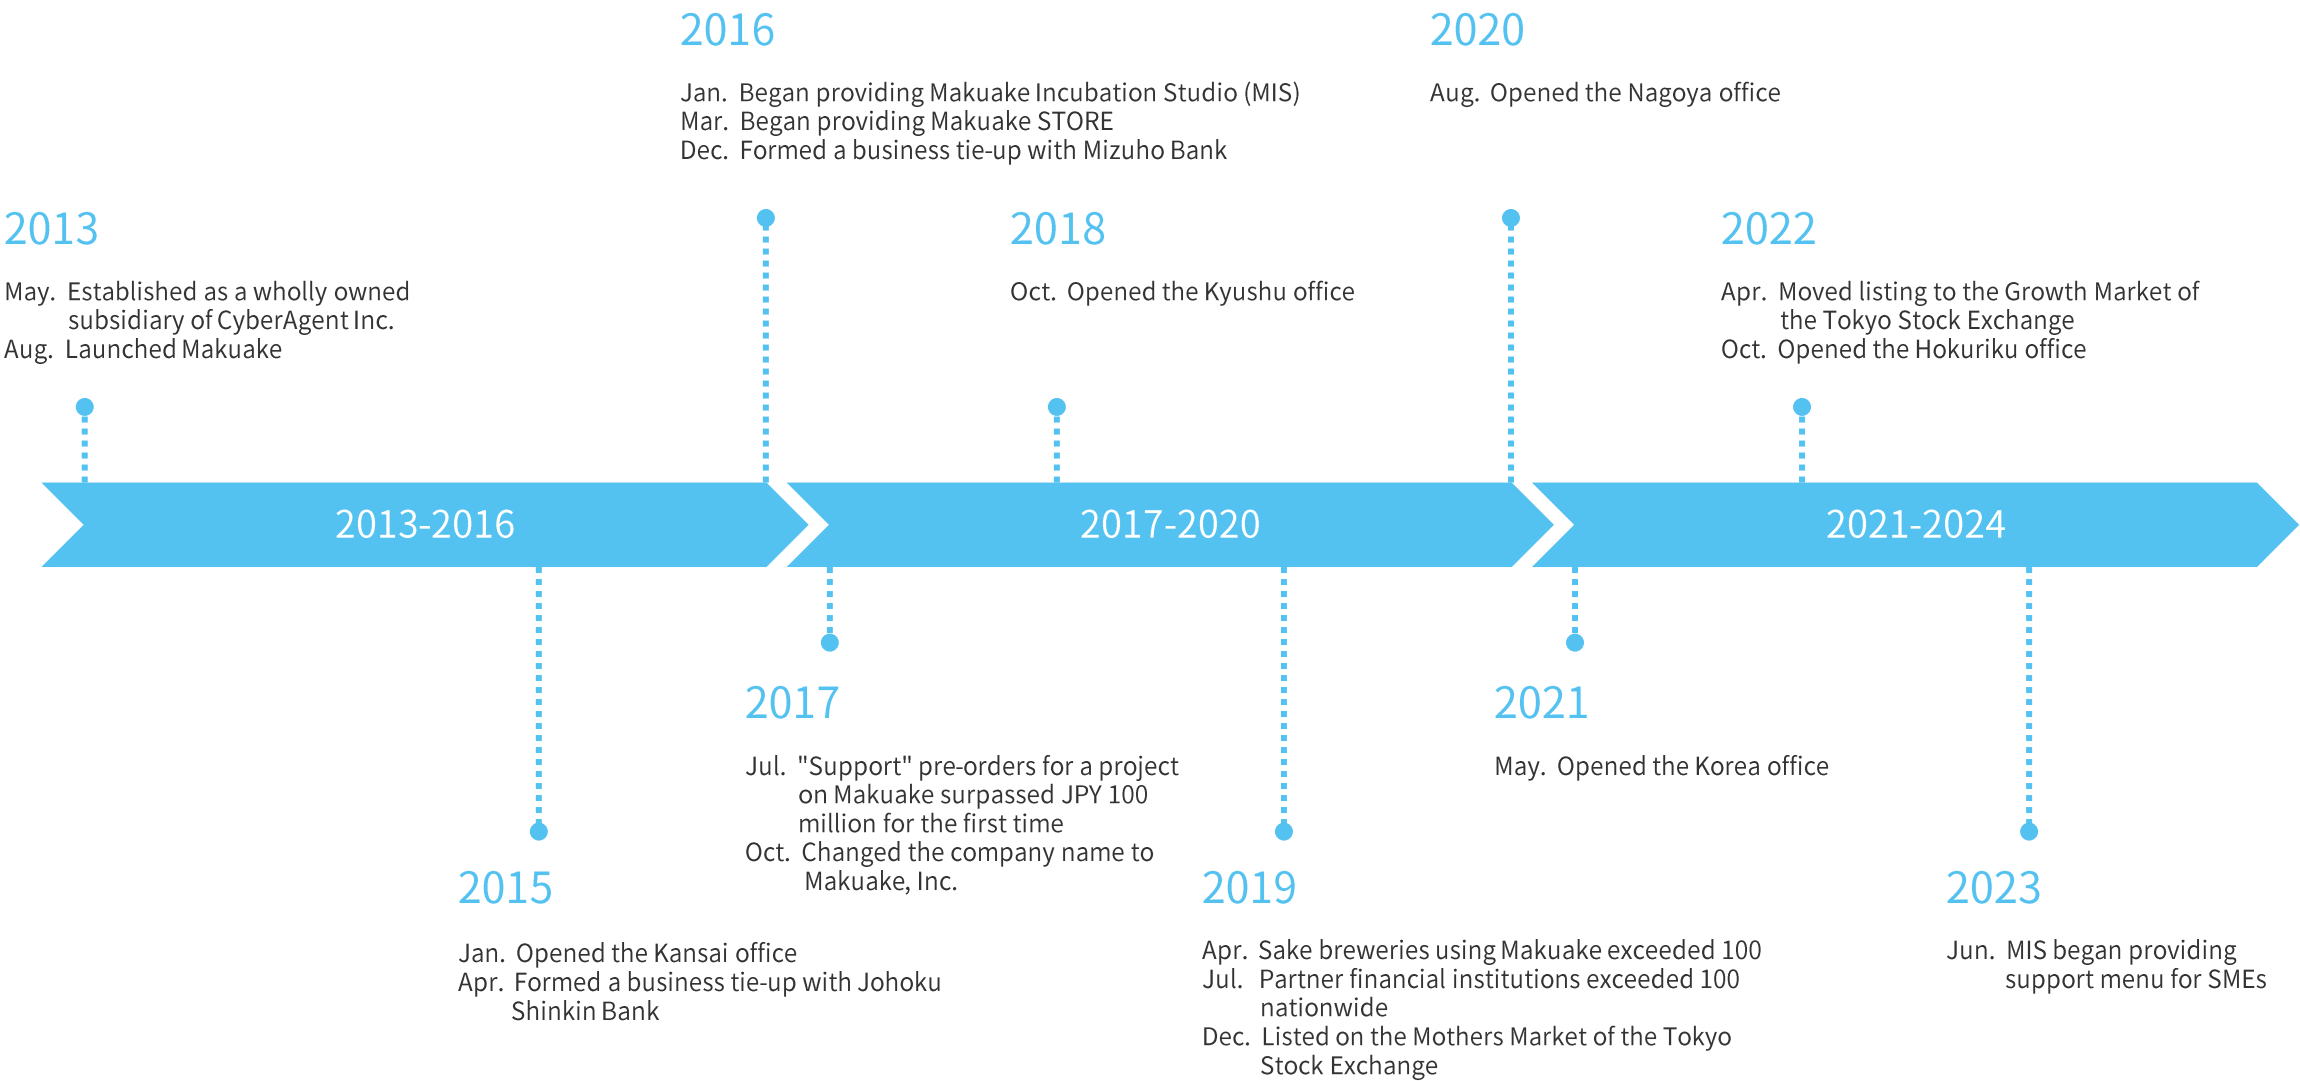 2016
Jan. Began providing Makuake Incubation Studio (MIS)
Mar. Began providing Makuake STORE
Dec. Formed a business tie-up with Mizuho Bank
2020
Aug. Opened the Nagoya office
2013
May. Established as a wholly owned
subsidiary of CyberAgent Inc.
Aug. Launched Makuake
2018
Oct. Opened the Kyushu office
2022
Apr. Moved listing to the Growth Market of
the Tokyo Stock Exchange
Oct. Opened the Hokuriku office
2013-2016
2017-2020
2021-2024
2017
Jul. "Support" pre-orders for a project
on Makuake surpassed JPY 100
million for the first time
Oct. Changed the company name to
Makuake, Inc.
2021
May. Opened the Korea office
2015
Jan. Opened the Kansai office
Apr. Formed a business tie-up with Johoku
Shinkin Bank
2019
Apr. Sake breweries using Makuake exceeded 100
Jul. Partner financial institutions exceeded 100
nationwide
Dec. Listed on the Mothers Market of the Tokyo
Stock Exchange
2023
Jun. MIS began providing
support menu for SMEs